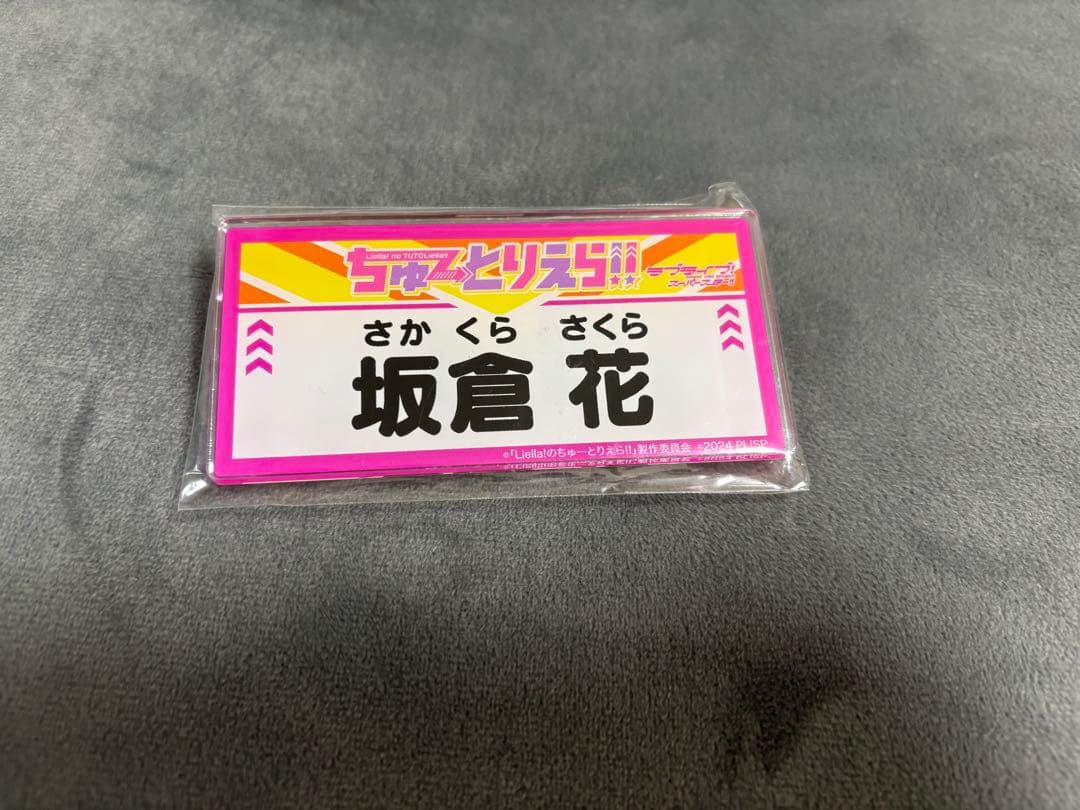 Liella! no TUTOLiella!!
ちゅーとりえら!!
ラブライブ!
スーパースター!!
さか くら さくら
坂倉 花
©「Liella!のちゅーとりえら!!」製作委員会 ©2024 PL!SP